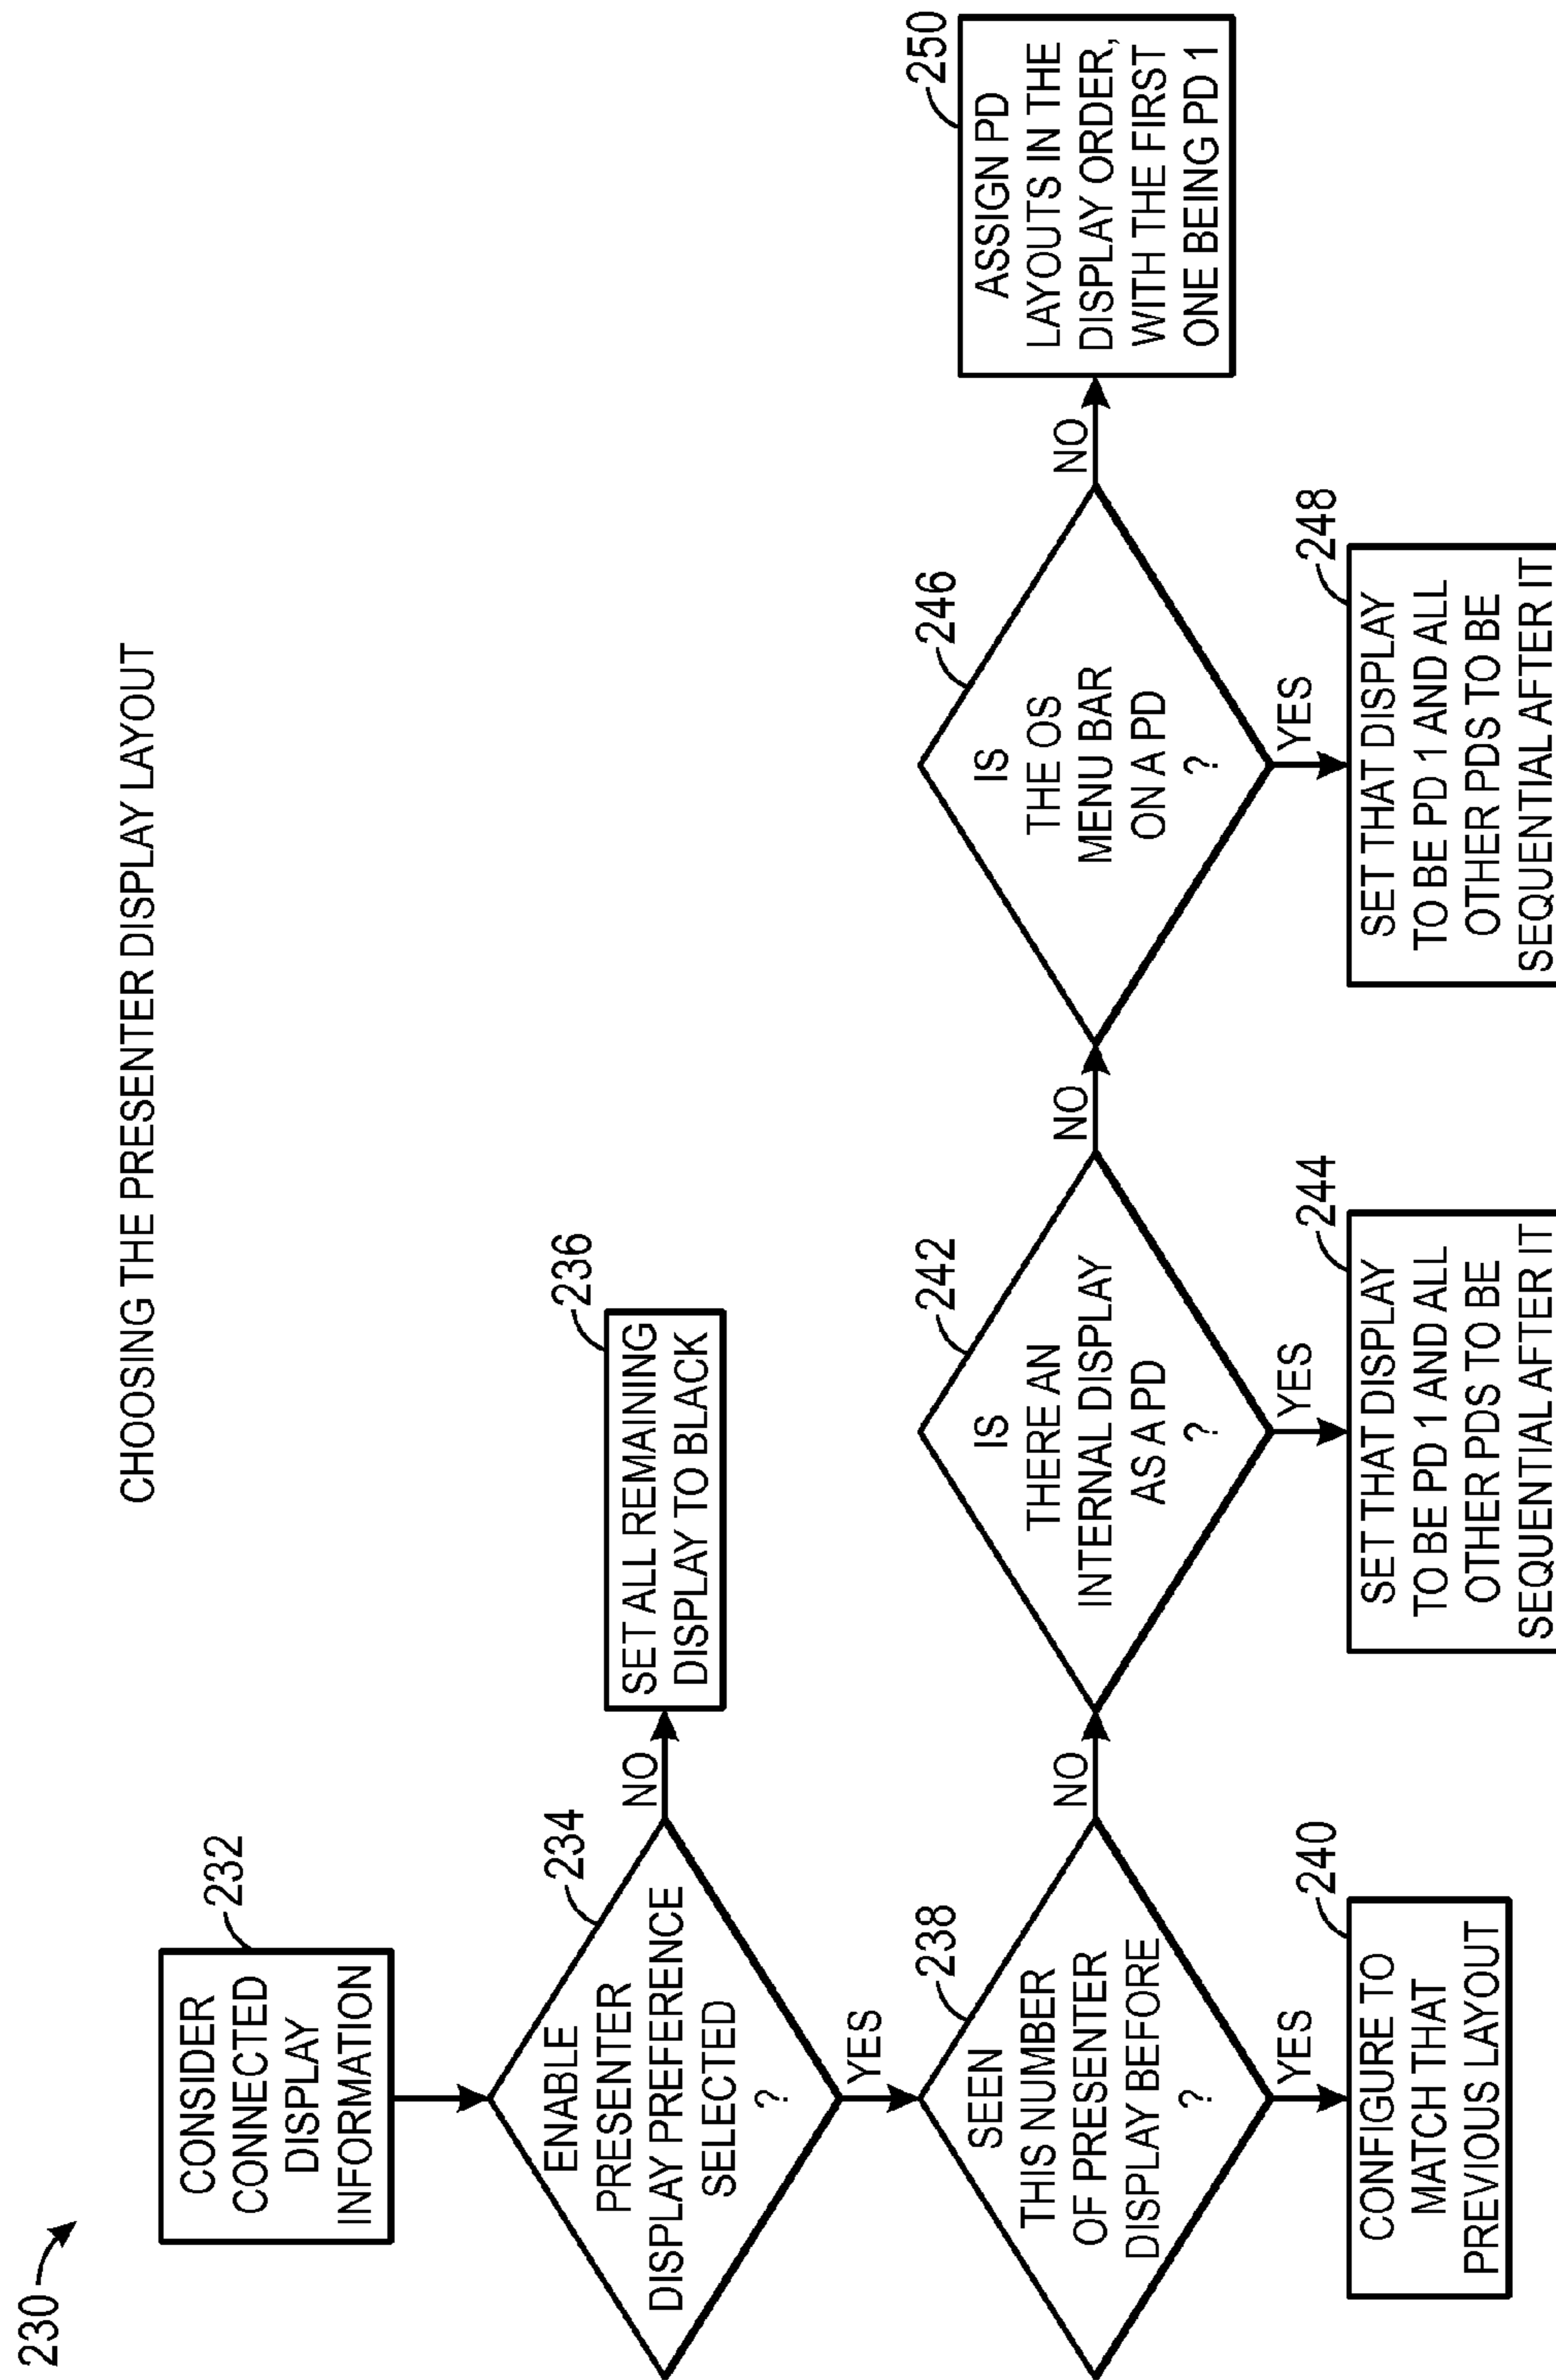 230
CHOOSING THE PRESENTER DISPLAY LAYOUT
232
CONSIDER
CONNECTED
DISPLAY
INFORMATION
234
ENABLE
PRESENTER
DISPLAY PREFERENCE
SELECTED
?
NO
236
SET ALL REMAINING
DISPLAY TO BLACK
YES
238
SEEN
THIS NUMBER
OF PRESENTER
DISPLAY BEFORE
?
YES
240
CONFIGURE TO
MATCH THAT
PREVIOUS LAYOUT
NO
242
IS
THERE AN
INTERNAL DISPLAY
AS A PD
?
YES
244
SET THAT DISPLAY
TO BE PD 1 AND ALL
OTHER PDS TO BE
SEQUENTIAL AFTER IT
NO
246
IS
THE OS
MENU BAR
ON A PD
?
YES
248
SET THAT DISPLAY
TO BE PD 1 AND ALL
OTHER PDS TO BE
SEQUENTIAL AFTER IT
NO
250
ASSIGN PD
LAYOUTS IN THE
DISPLAY ORDER,
WITH THE FIRST
ONE BEING PD 1